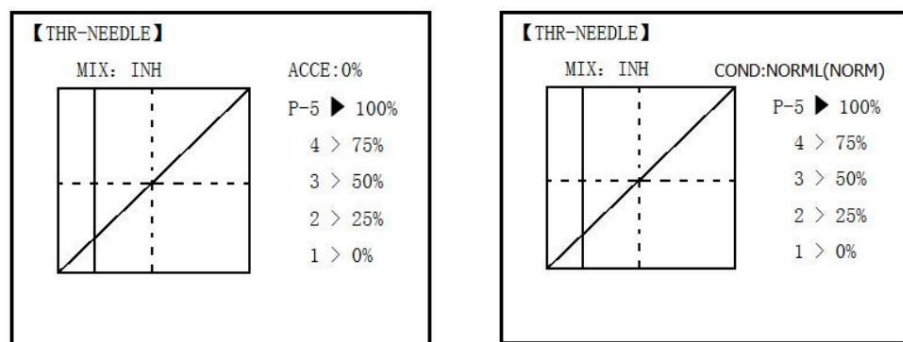 【THR-NEEDLE】
MIX: INH ACCE:0%
P-5 ▶ 100%
4 > 75%
3 > 50%
2 > 25%
1 > 0%
【THR-NEEDLE】
MIX: INH COND:NORML(NORM)
P-5 ▶ 100%
4 > 75%
3 > 50%
2 > 25%
1 > 0%